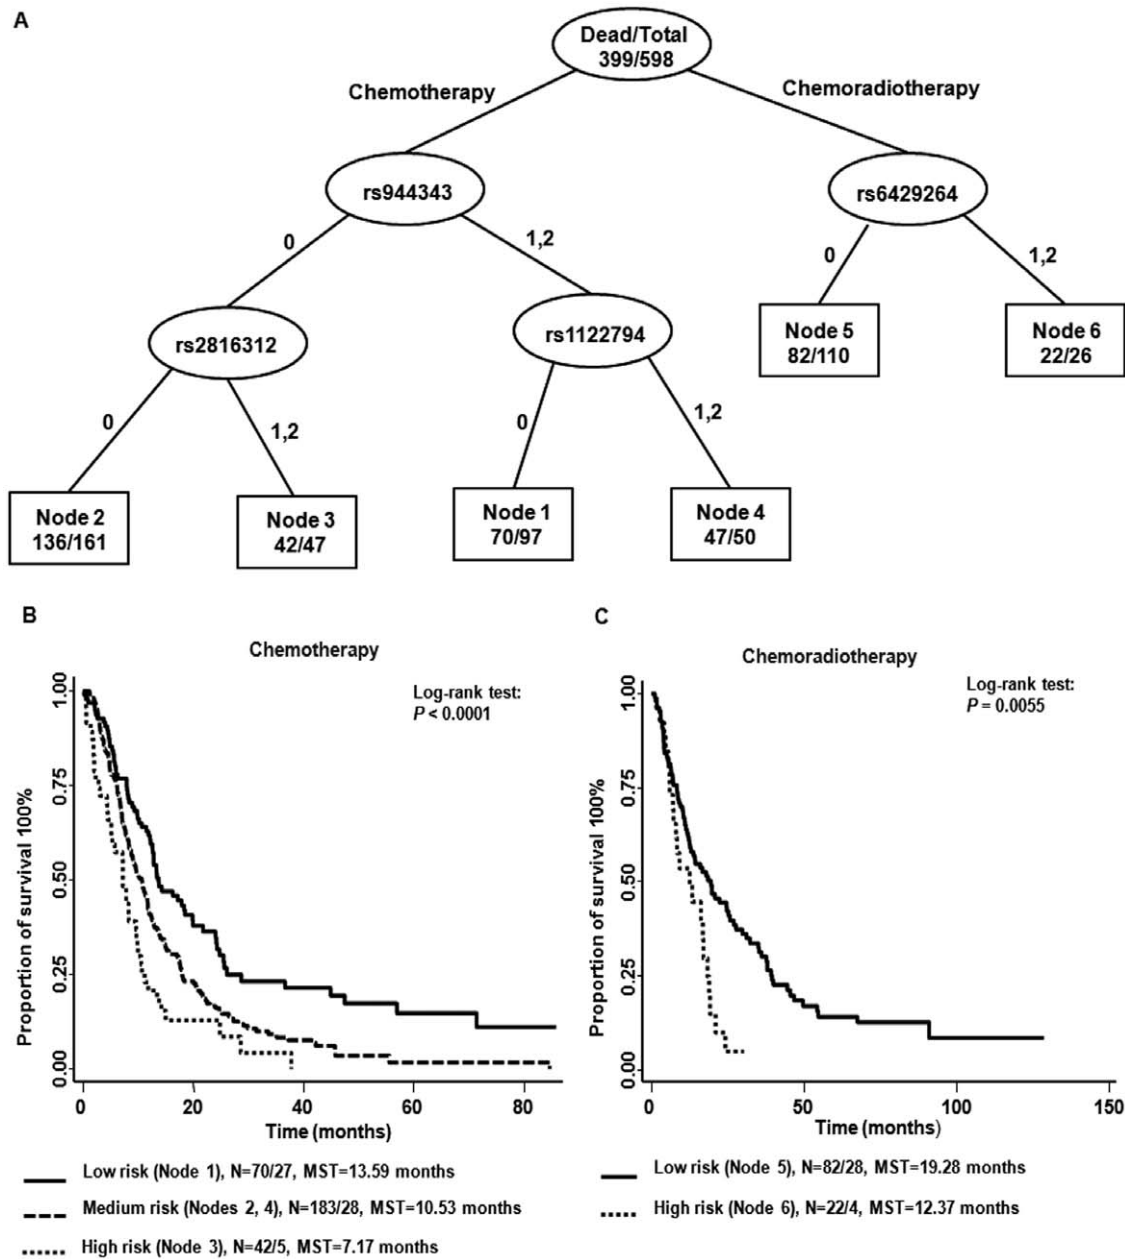 A
Dead/Total
399/598
Chemotherapy
Chemoradiotherapy
rs944343
rs6429264
0
1,2
0
1,2
rs2816312
rs1122794
Node 5
82/110
Node 6
22/26
0
1,2
0
1,2
Node 2
136/161
Node 3
42/47
Node 1
70/97
Node 4
47/50
B
Chemotherapy
Log-rank test:
P < 0.0001
Proportion of survival 100%
1.00
0.75
0.50
0.25
0.00
0 20 40 60 80
Time (months)
Low risk (Node 1), N=70/27, MST=13.59 months
Medium risk (Nodes 2, 4), N=183/28, MST=10.53 months
High risk (Node 3), N=42/5, MST=7.17 months
C
Chemoradiotherapy
Log-rank test:
P = 0.0055
Proportion of survival 100%
1.00
0.75
0.50
0.25
0.00
0 50 100 150
Time (months)
Low risk (Node 5), N=82/28, MST=19.28 months
High risk (Node 6), N=22/4, MST=12.37 months